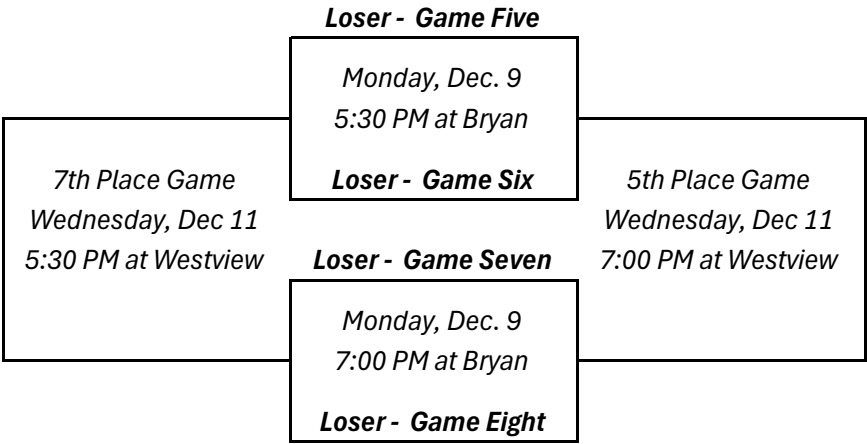 Loser - Game Five
Monday, Dec. 9
5:30 PM at Bryan
Loser - Game Six
7th Place Game
Wednesday, Dec 11
5:30 PM at Westview
5th Place Game
Wednesday, Dec 11
7:00 PM at Westview
Loser - Game Seven
Monday, Dec. 9
7:00 PM at Bryan
Loser - Game Eight